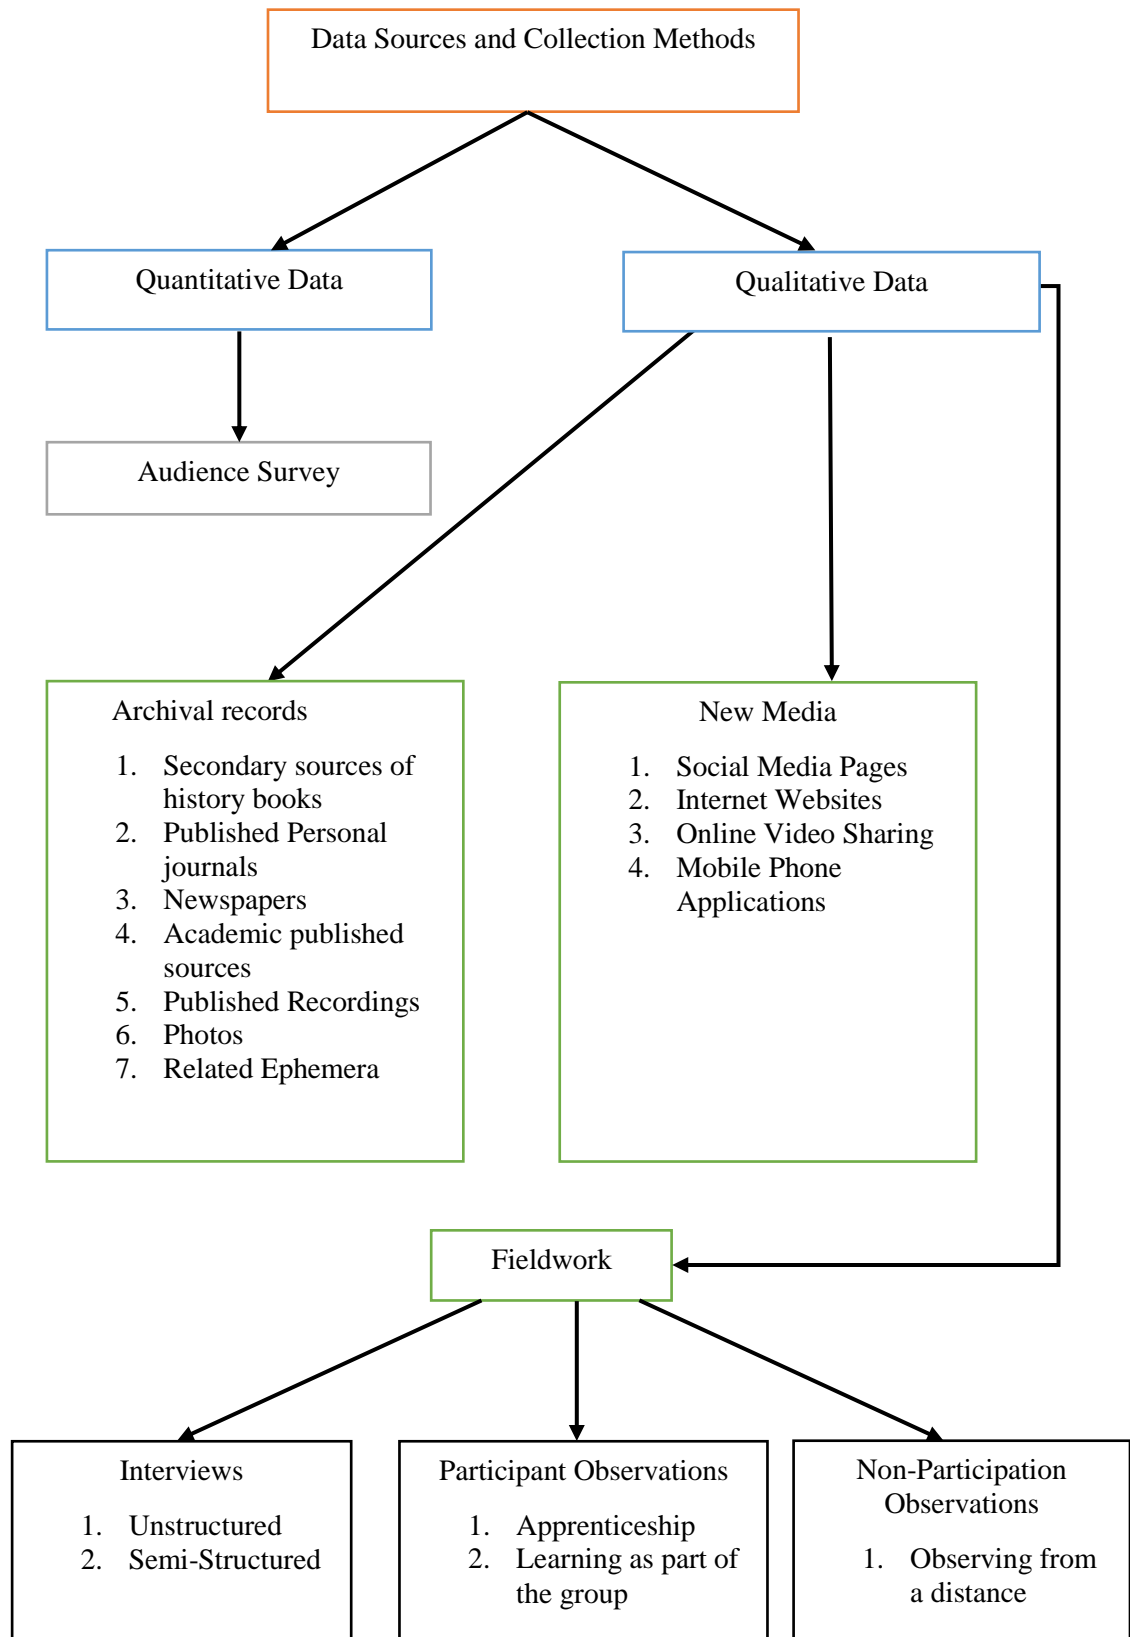 Data Sources and Collection Methods
Quantitative Data
Qualitative Data
Audience Survey
Archival records
1. Secondary sources of
history books
2. Published Personal
journals
3. Newspapers
4. Academic published
sources
5. Published Recordings
6. Photos
7. Related Ephemera
New Media
1. Social Media Pages
2. Internet Websites
3. Online Video Sharing
4. Mobile Phone
Applications
Fieldwork
Interviews
1. Unstructured
2. Semi-Structured
Participant Observations
1. Apprenticeship
2. Learning as part of
the group
Non-Participation
Observations
1. Observing from
a distance